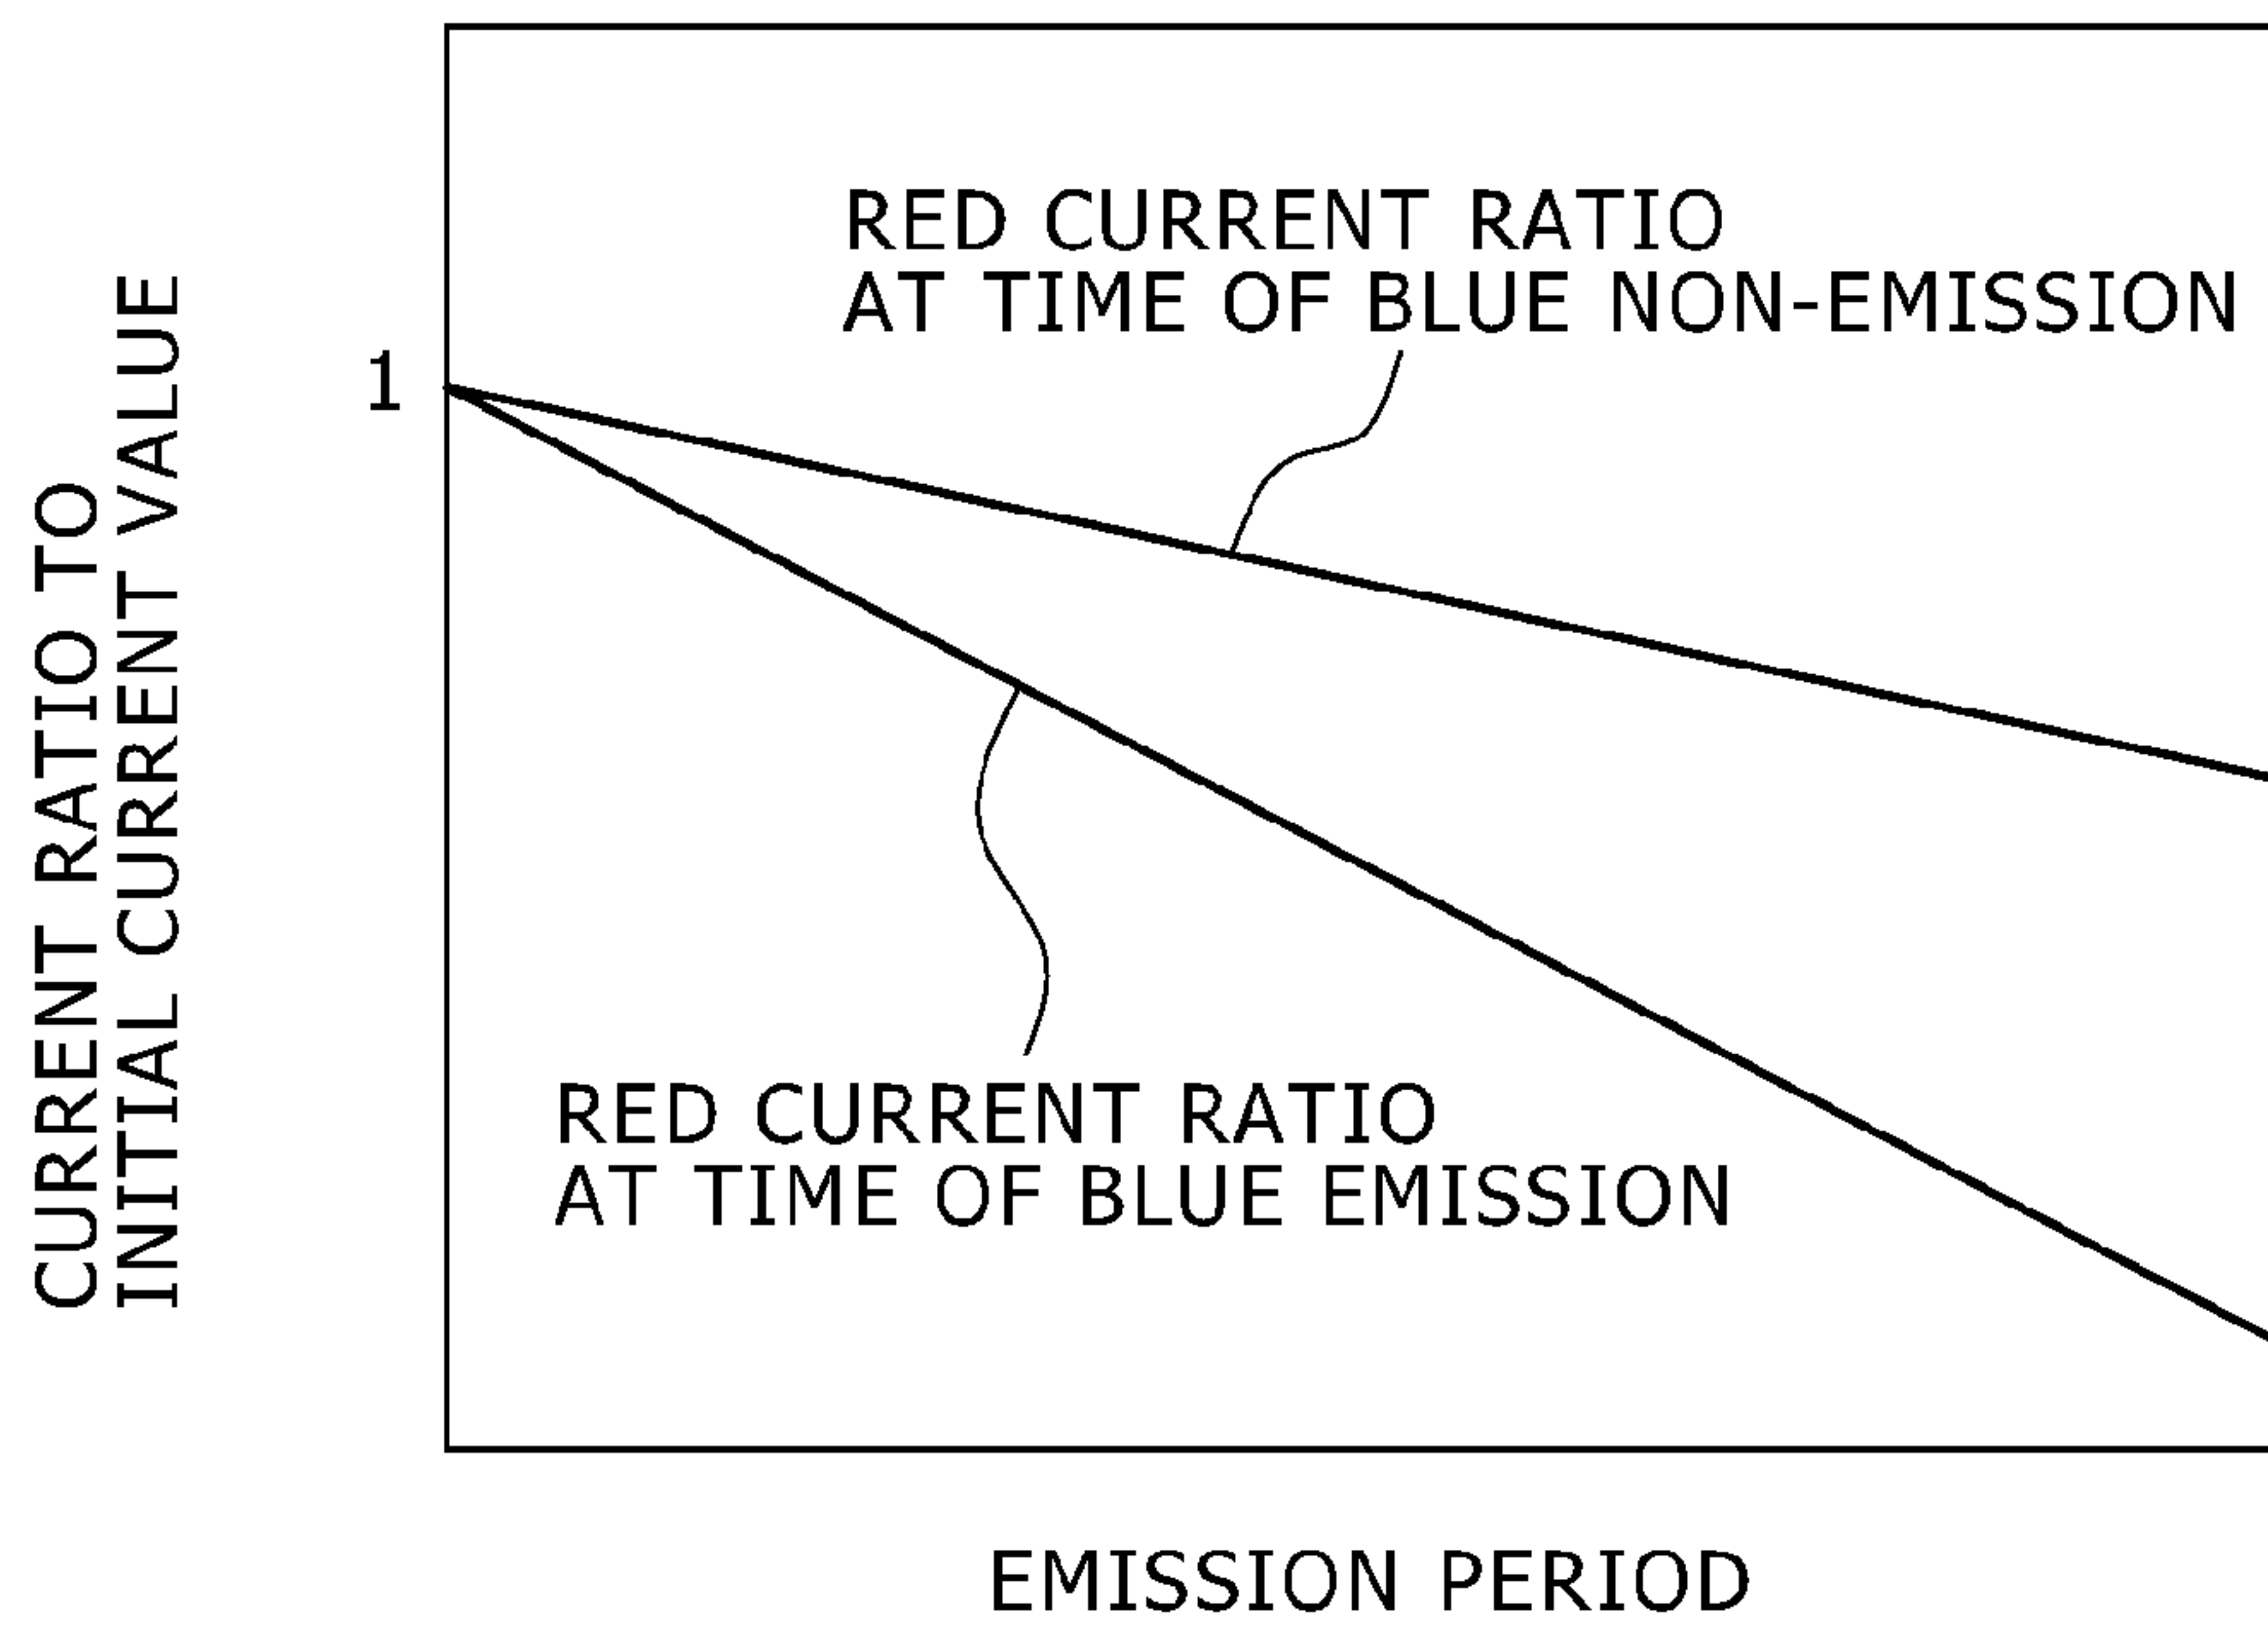 CURRENT RATIO TO
INITIAL CURRENT VALUE
1
RED CURRENT RATIO
AT TIME OF BLUE NON-EMISSION
RED CURRENT RATIO
AT TIME OF BLUE EMISSION
EMISSION PERIOD